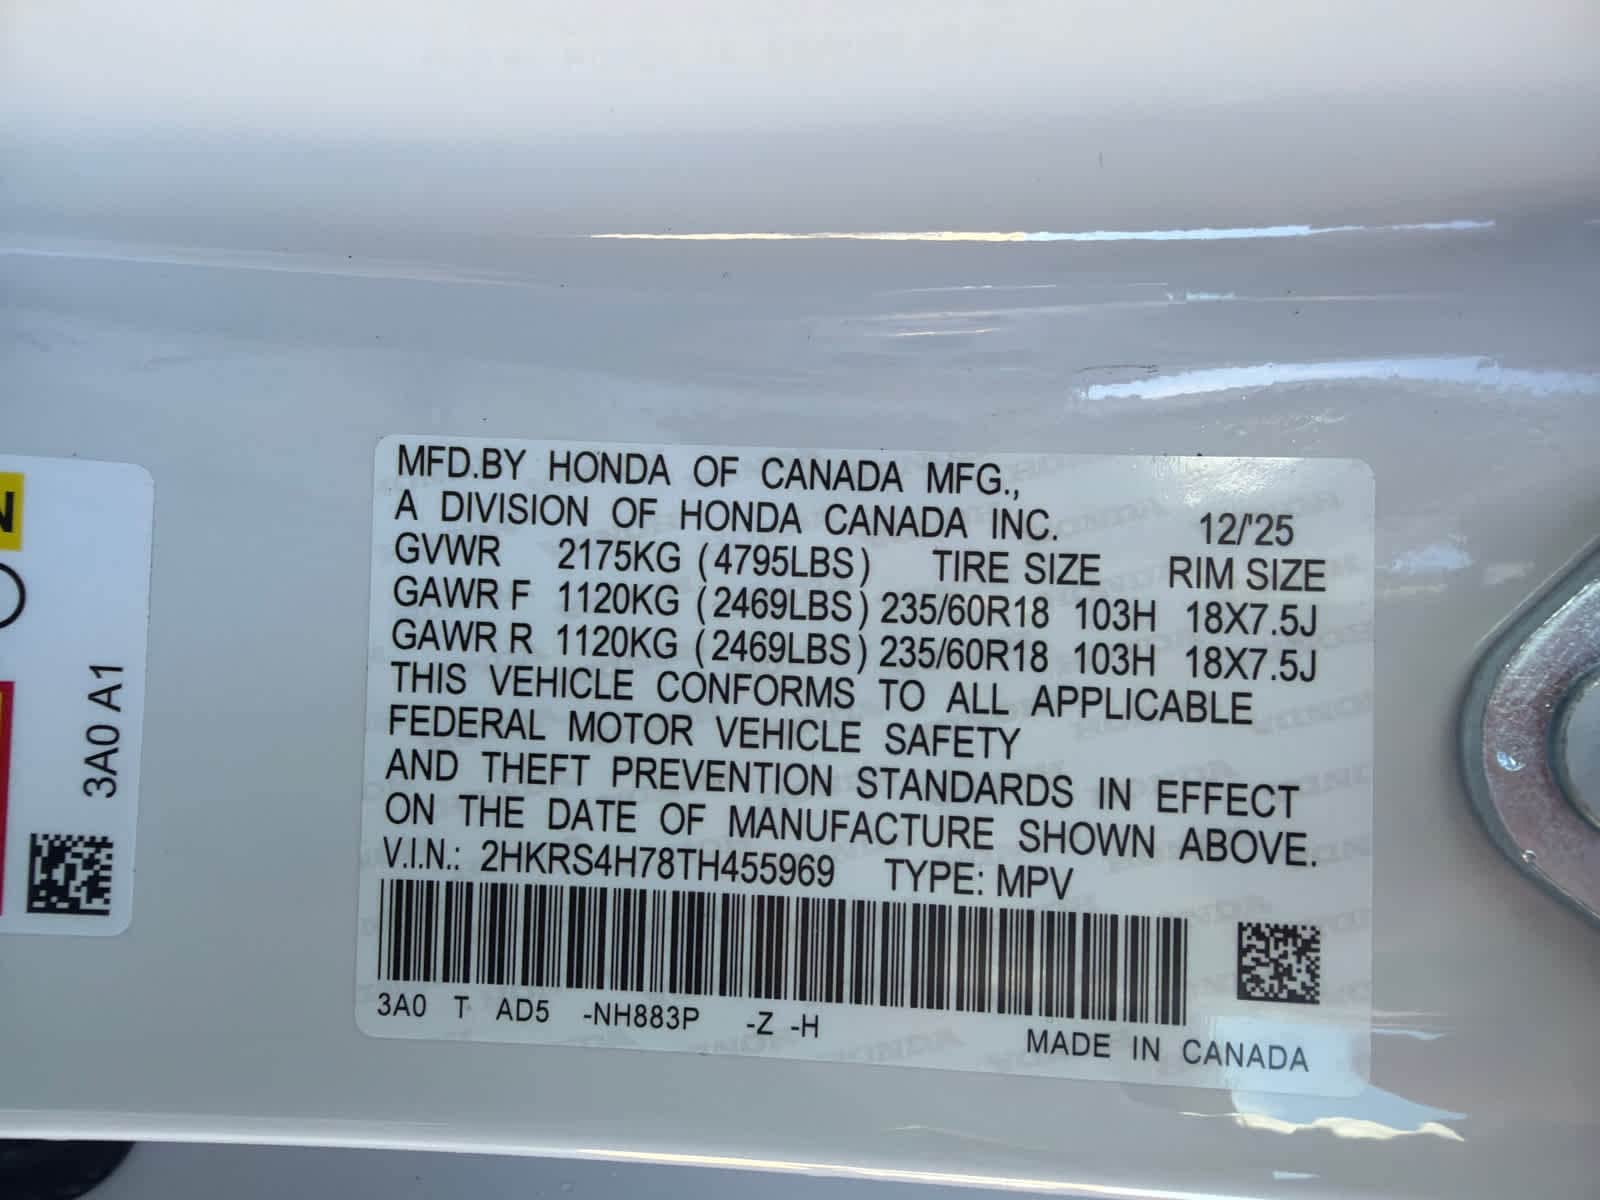 MFD.BY HONDA OF CANADA MFG.,
A DIVISION OF HONDA CANADA INC. 12/'25
GVWR 2175KG (4795LBS) TIRE SIZE RIM SIZE
GAWR F 1120KG (2469LBS) 235/60R18 103H 18X7.5J
GAWR R 1120KG (2469LBS) 235/60R18 103H 18X7.5J
THIS VEHICLE CONFORMS TO ALL APPLICABLE
FEDERAL MOTOR VEHICLE SAFETY
AND THEFT PREVENTION STANDARDS IN EFFECT
ON THE DATE OF MANUFACTURE SHOWN ABOVE.
V.I.N.: 2HKRS4H78TH455969 TYPE: MPV
3A0 T AD5 -NH883P -Z -H
MADE IN CANADA
3A0 A1
N